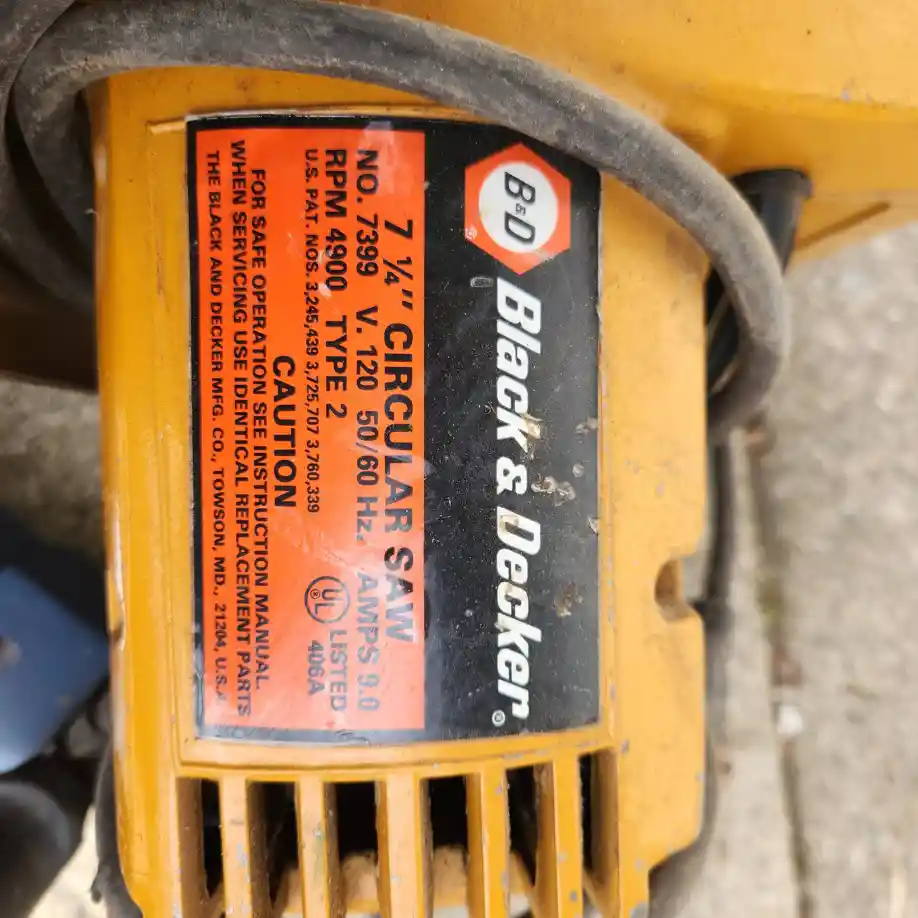 B&D
®
Black & Decker®
7 ¼" CIRCULAR SAW
NO. 7399 V. 120 50/60 Hz. AMPS 9.0
RPM 4900 TYPE 2
U.S. PAT. NOS. 3,245,439 3,725,707 3,760,339
UL® LISTED
406A
CAUTION
FOR SAFE OPERATION SEE INSTRUCTION MANUAL.
WHEN SERVICING USE IDENTICAL REPLACEMENT PARTS
THE BLACK AND DECKER MFG. CO., TOWSON, MD., 21204, U.S.A.